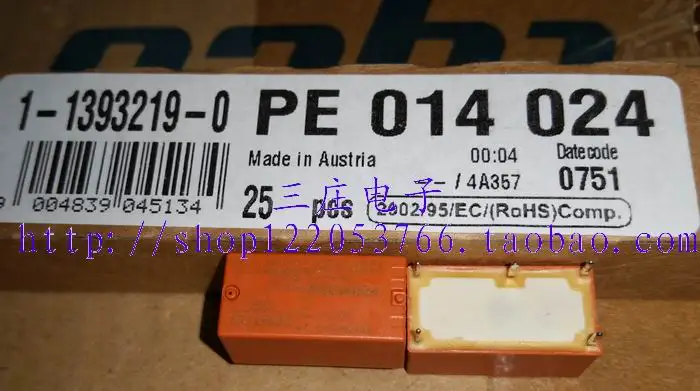 1-1393219-0 PE 014 024
Made in Austria 00:04 Datecode
- / 4A357 0751
9 004839 045134 25 pcs 2002/95/EC/(RoHS)Comp.
三庄电子
http://shop122053766.taobao.com